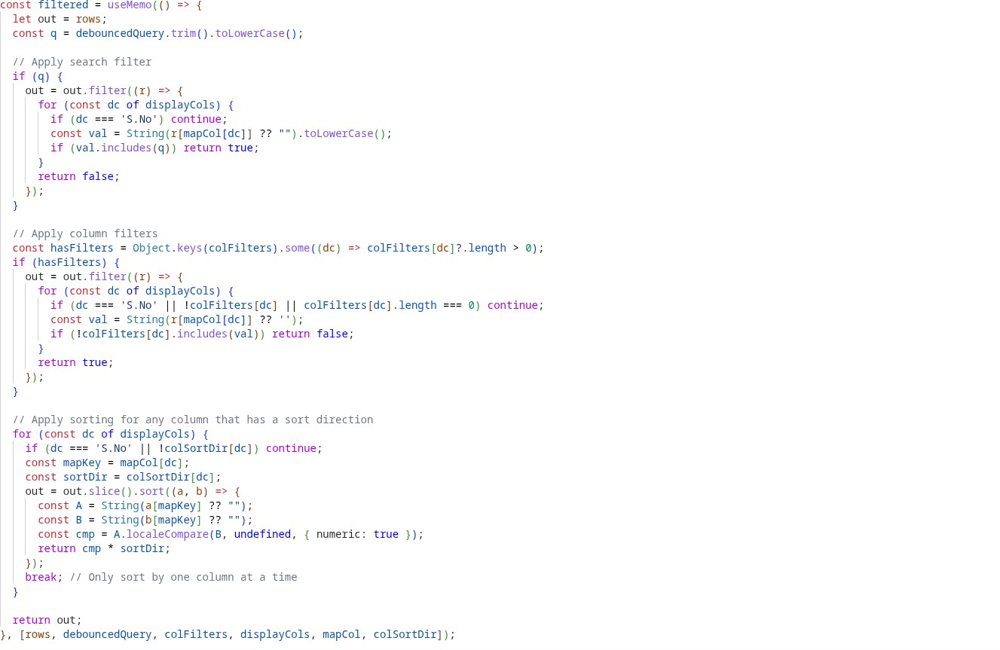 const filtered = useMemo(() => {
  let out = rows;
  const q = debouncedQuery.trim().toLowerCase();

  // Apply search filter
  if (q) {
    out = out.filter((r) => {
      for (const dc of displayCols) {
        if (dc === 'S.No') continue;
        const val = String(r[mapCol[dc]] ?? "").toLowerCase();
        if (val.includes(q)) return true;
      }
      return false;
    });
  }

  // Apply column filters
  const hasFilters = Object.keys(colFilters).some((dc) => colFilters[dc]?.length > 0);
  if (hasFilters) {
    out = out.filter((r) => {
      for (const dc of displayCols) {
        if (dc === 'S.No' || !colFilters[dc] || colFilters[dc].length === 0) continue;
        const val = String(r[mapCol[dc]] ?? '');
        if (!colFilters[dc].includes(val)) return false;
      }
      return true;
    });
  }

  // Apply sorting for any column that has a sort direction
  for (const dc of displayCols) {
    if (dc === 'S.No' || !colSortDir[dc]) continue;
    const mapKey = mapCol[dc];
    const sortDir = colSortDir[dc];
    out = out.slice().sort((a, b) => {
      const A = String(a[mapKey] ?? "");
      const B = String(b[mapKey] ?? "");
      const cmp = A.localeCompare(B, undefined, { numeric: true });
      return cmp * sortDir;
    });
    break; // Only sort by one column at a time
  }

  return out;
}, [rows, debouncedQuery, colFilters, displayCols, mapCol, colSortDir]);